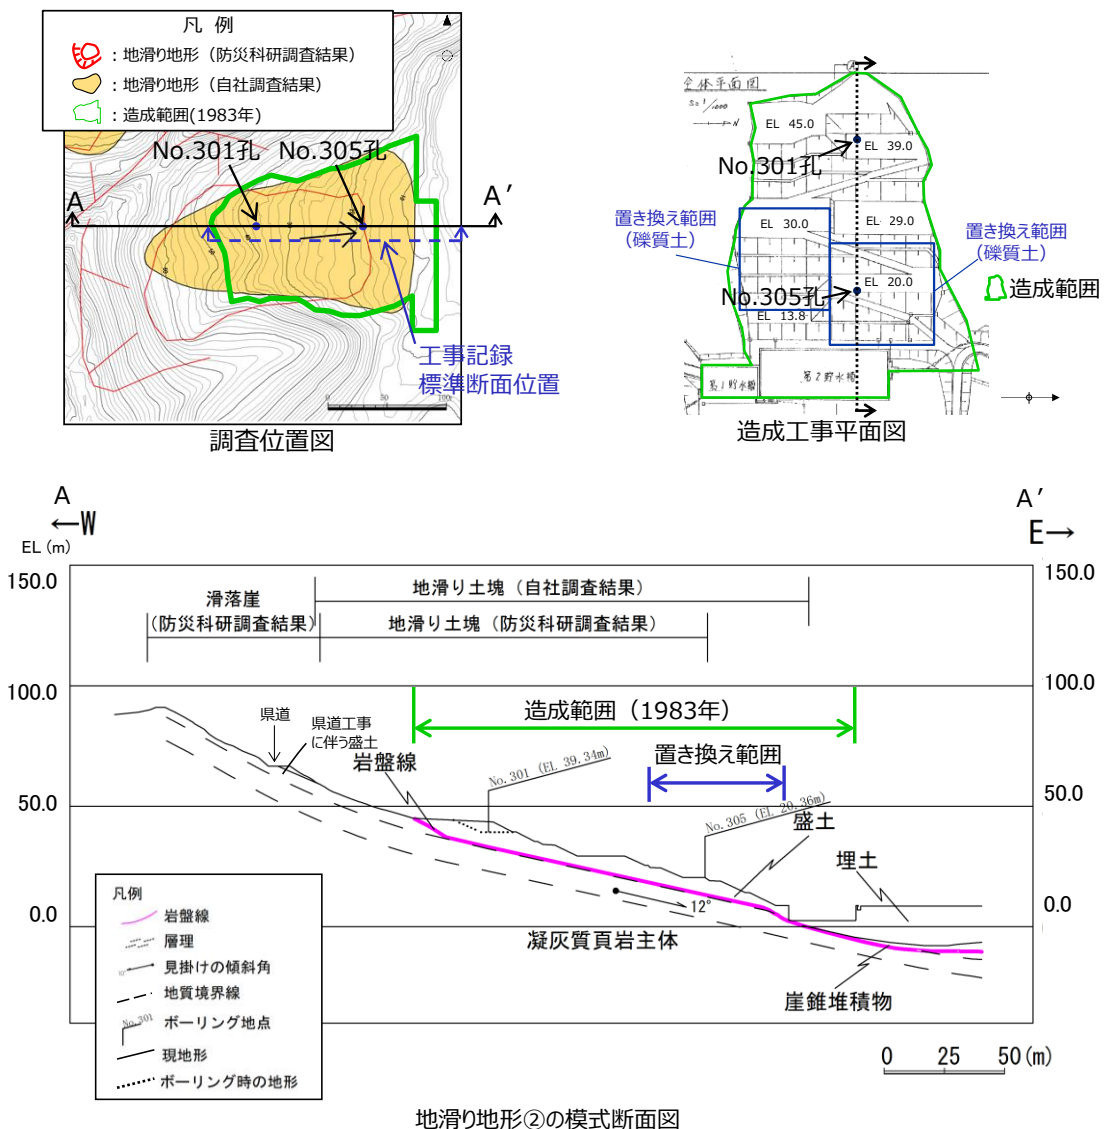 凡 例
：地滑り地形（防災科研調査結果）
：地滑り地形（自社調査結果）
：造成範囲(1983年)
No.301孔 No.305孔
A A′
工事記録
標準断面位置
0 50 100
調査位置図
A
全体平面図
S=1/1000
N
EL 45.0
No.301孔
EL 39.0
置き換え範囲
（礫質土）
EL 30.0
EL 29.0
置き換え範囲
（礫質土）
No.305孔
EL 20.0
EL 13.8
造成範囲
第1貯水槽
第2貯水槽
造成工事平面図
A A′
←W E→
EL (m)
150.0 150.0
地滑り土塊（自社調査結果）
滑落崖
（防災科研調査結果）
地滑り土塊（防災科研調査結果）
100.0 100.0
造成範囲（1983年）
県道
県道工事
に伴う盛土
岩盤線
No.301 (EL 39.34m)
置き換え範囲
50.0 50.0
No.305 (EL 20.36m)
盛土
埋土
12°
0.0 0.0
凝灰質頁岩主体
崖錐堆積物
凡例
岩盤線
層理
見掛けの傾斜角
地質境界線
No.301
ボーリング地点
現地形
ボーリング時の地形
0 25 50 (m)
地滑り地形②の模式断面図